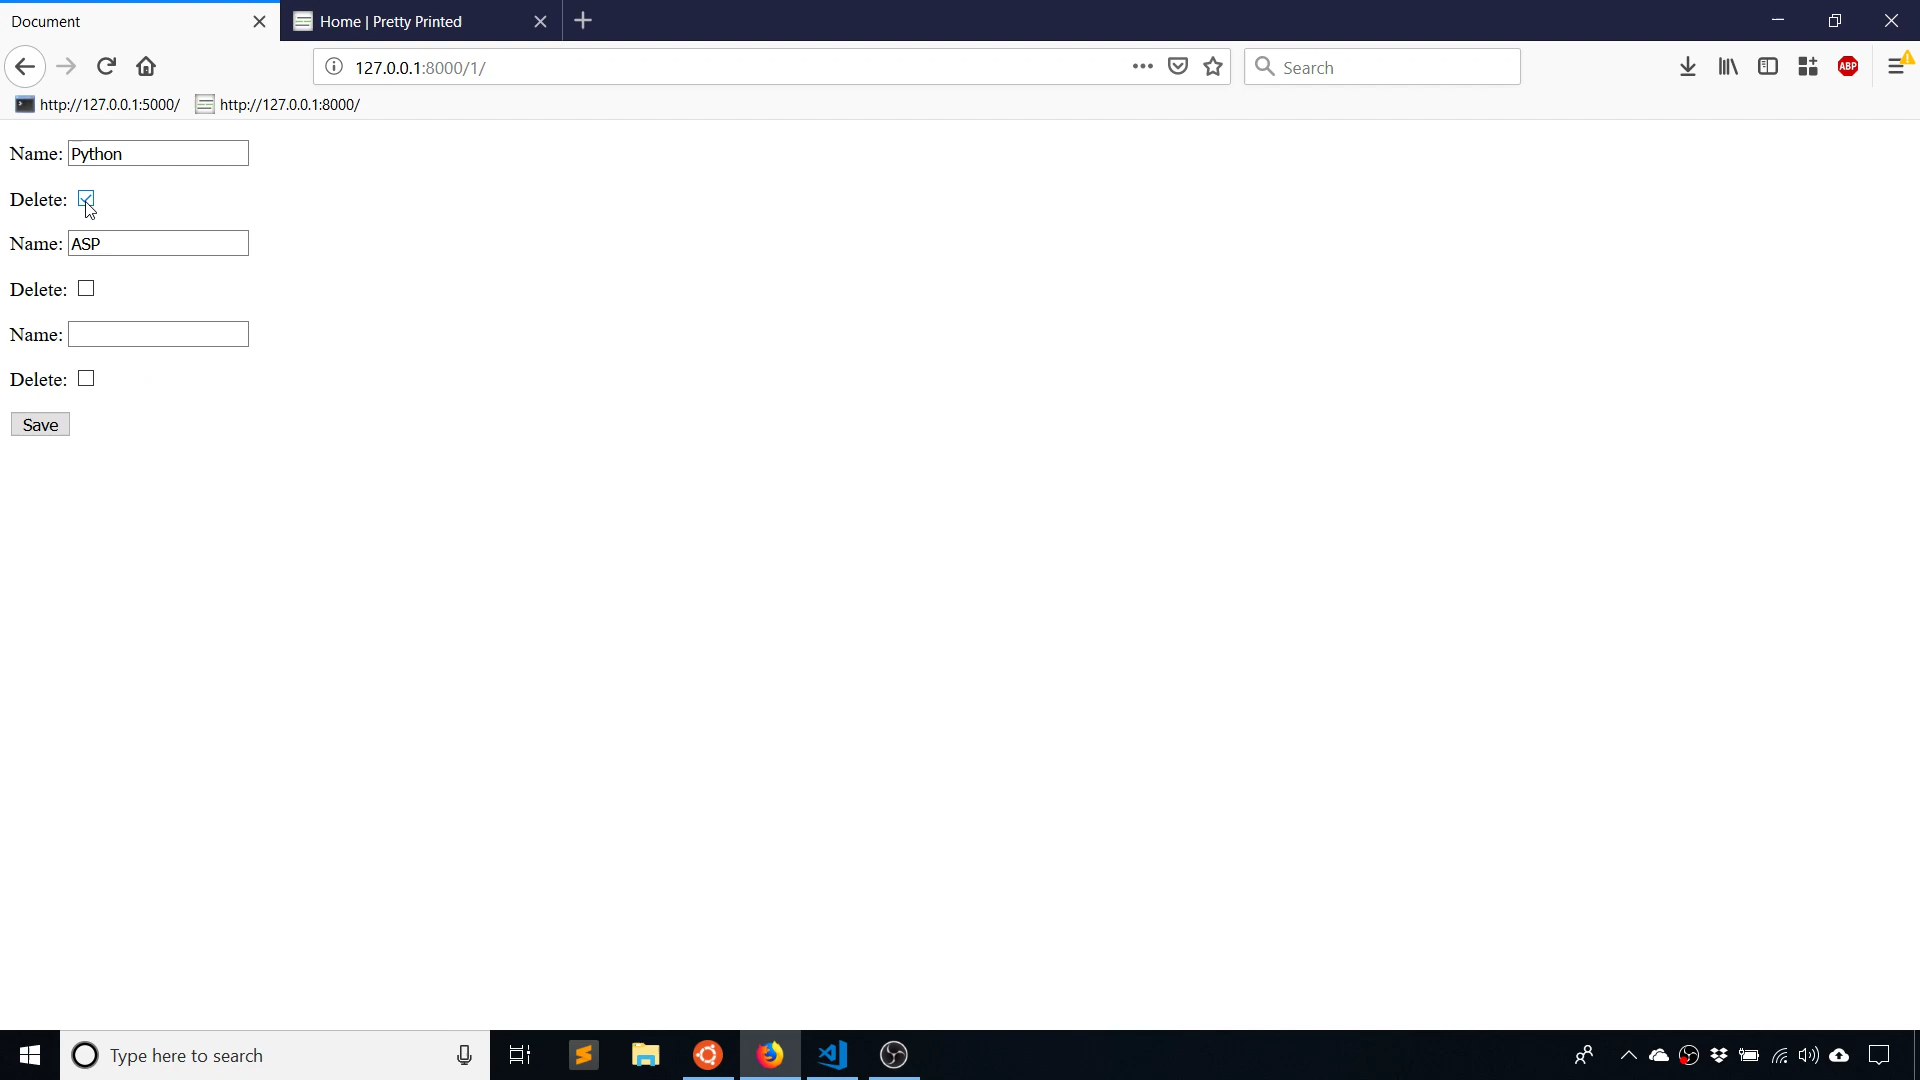 Document
Home | Pretty Printed
127.0.0.1:8000/1/
Search
ABP
http://127.0.0.1:5000/
http://127.0.0.1:8000/
Name: Python
Delete:
Name: ASP
Delete:
Name:
Delete:
Save
Type here to search